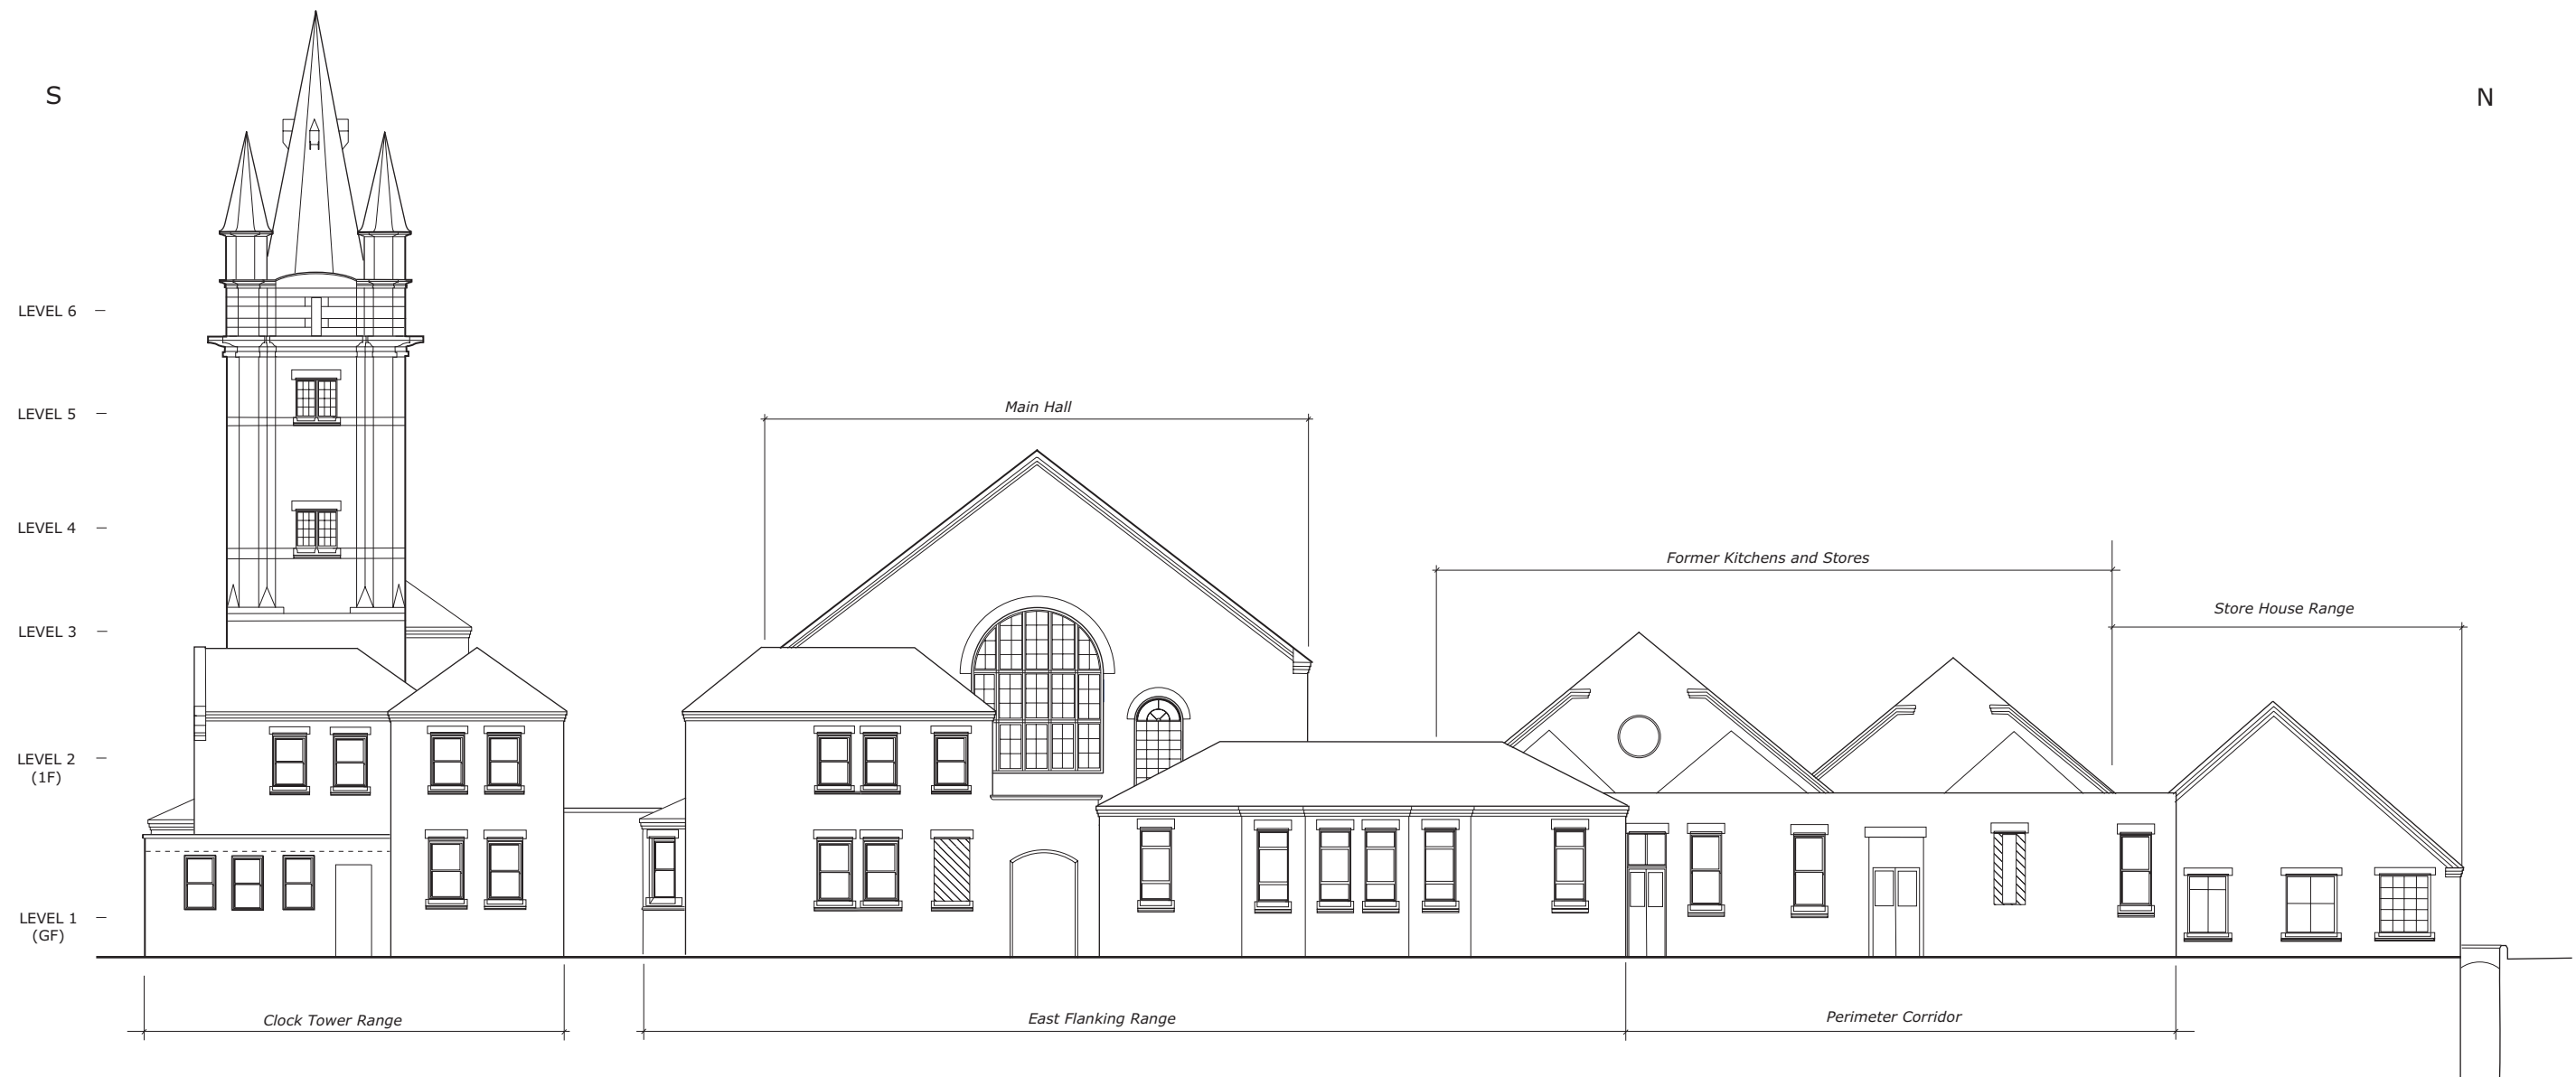 S
N
LEVEL 6
LEVEL 5
Main Hall
LEVEL 4
Former Kitchens and Stores
Store House Range
LEVEL 3
LEVEL 2
(1F)
LEVEL 1
(GF)
Clock Tower Range
East Flanking Range
Perimeter Corridor